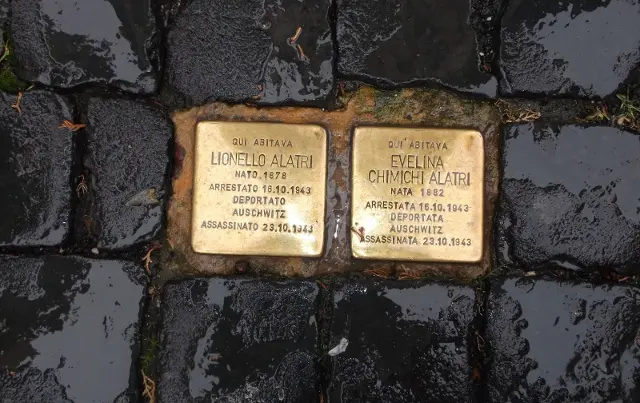 QUI ABITAVA
LIONELLO ALATRI
NATO 1878
ARRESTATO 16.10.1943
DEPORTATO
AUSCHWITZ
ASSASSINATO 23.10.1943
QUI ABITAVA
EVELINA
CHIMICHI ALATRI
NATA 1882
ARRESTATA 16.10.1943
DEPORTATA
AUSCHWITZ
ASSASSINATA 23.10.1943